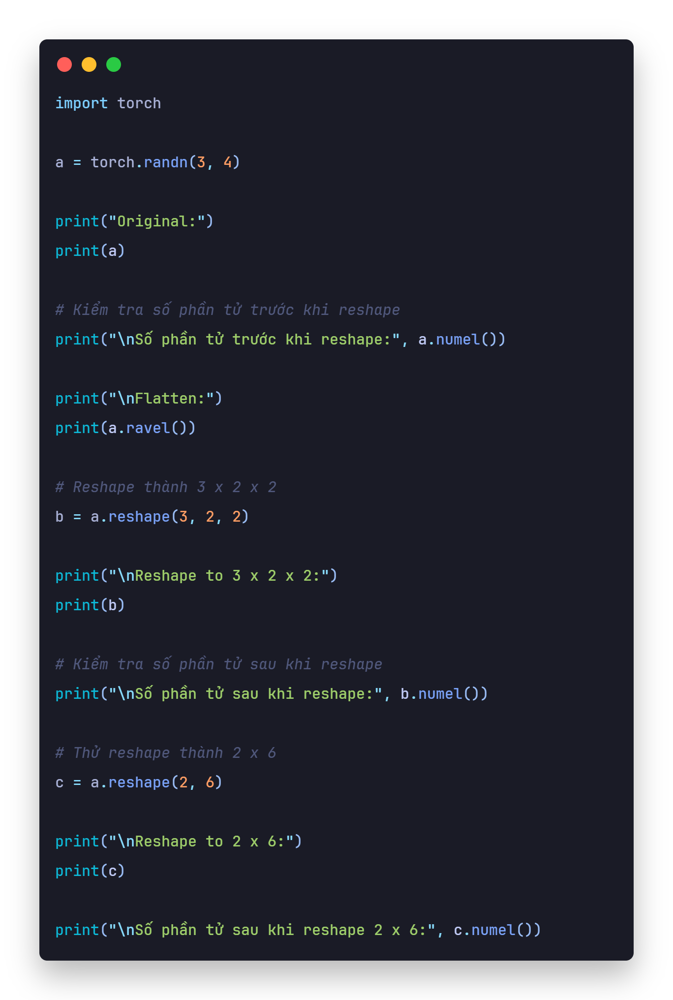 import torch
a = torch.randn(3, 4)
print("Original:")
print(a)
# Kiểm tra số phần tử trước khi reshape
print("\nSố phần tử trước khi reshape:", a.numel())
print("\nFlatten:")
print(a.ravel())
# Reshape thành 3 x 2 x 2
b = a.reshape(3, 2, 2)
print("\nReshape to 3 x 2 x 2:")
print(b)
# Kiểm tra số phần tử sau khi reshape
print("\nSố phần tử sau khi reshape:", b.numel())
# Thử reshape thành 2 x 6
c = a.reshape(2, 6)
print("\nReshape to 2 x 6:")
print(c)
print("\nSố phần tử sau khi reshape 2 x 6:", c.numel())